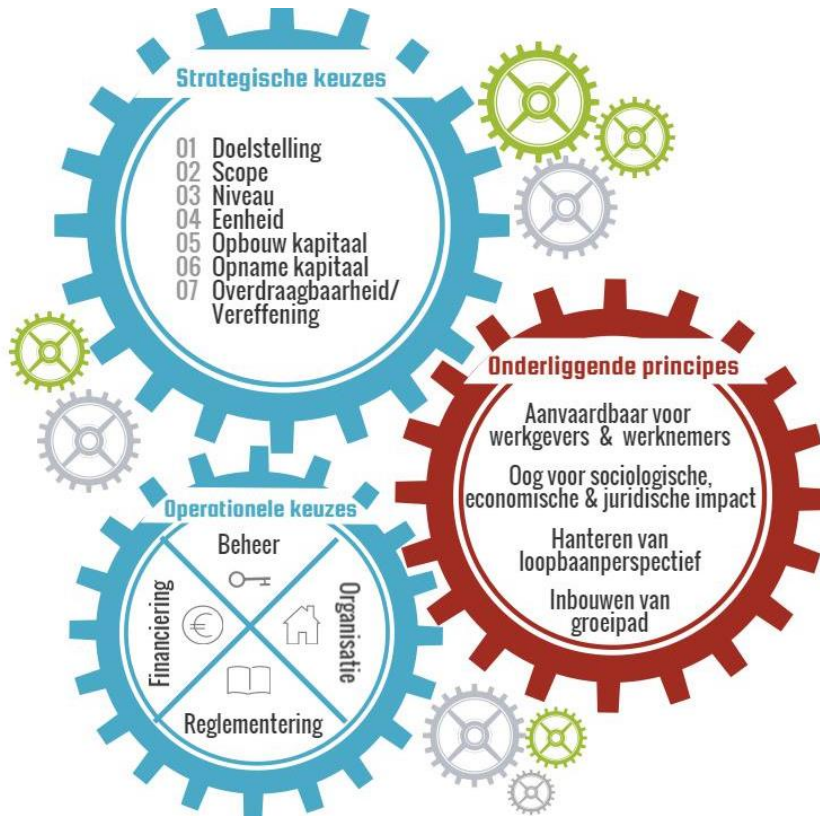 Strategische keuzes
01 Doelstelling
02 Scope
03 Niveau
04 Eenheid
05 Opbouw kapitaal
06 Opname kapitaal
07 Overdraagbaarheid/
Vereffening
Onderliggende principes
Aanvaardbaar voor
werkgevers & werknemers
Oog voor sociologische,
economische & juridische impact
Hanteren van
loopbaanperspectief
Inbouwen van
groeipad
Operationele keuzes
Beheer
Financiering
€
Organisatie
Reglementering